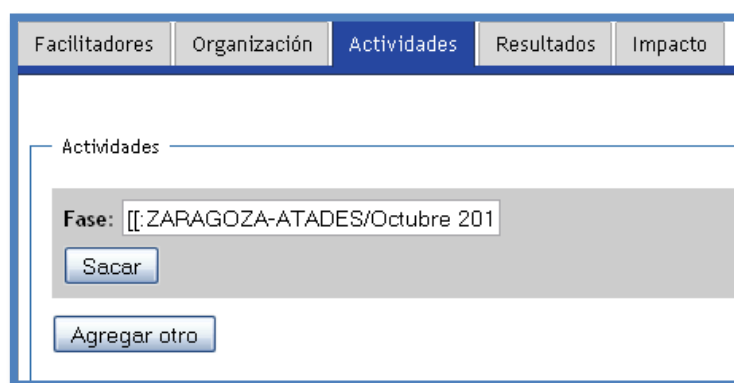 Facilitadores Organización Actividades Resultados Impacto
Actividades
Fase: [[:ZARAGOZA-ATADES/Octubre 201
Sacar
Agregar otro